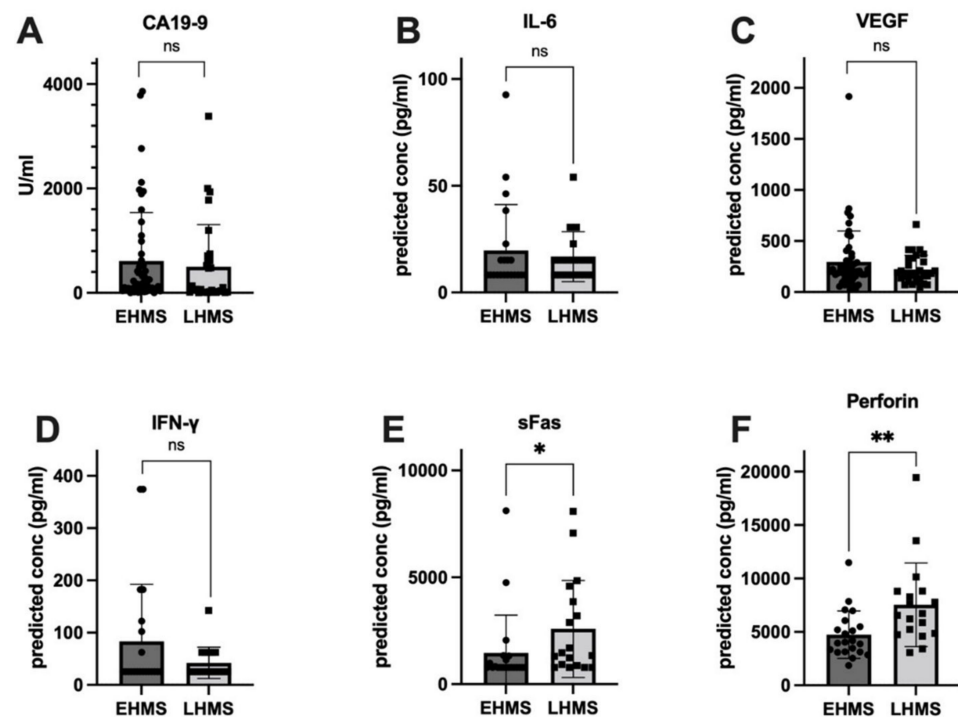 A
CA19-9
ns
U/ml
4000
2000
0
EHMS LHMS
B
IL-6
ns
predicted conc (pg/ml)
100
50
0
EHMS LHMS
C
VEGF
ns
predicted conc (pg/ml)
2000
1500
1000
500
0
EHMS LHMS
D
IFN-γ
ns
predicted conc (pg/ml)
400
300
200
100
0
EHMS LHMS
E
sFas
*
predicted conc (pg/ml)
10000
5000
0
EHMS LHMS
F
Perforin
**
predicted conc (pg/ml)
20000
15000
10000
5000
0
EHMS LHMS